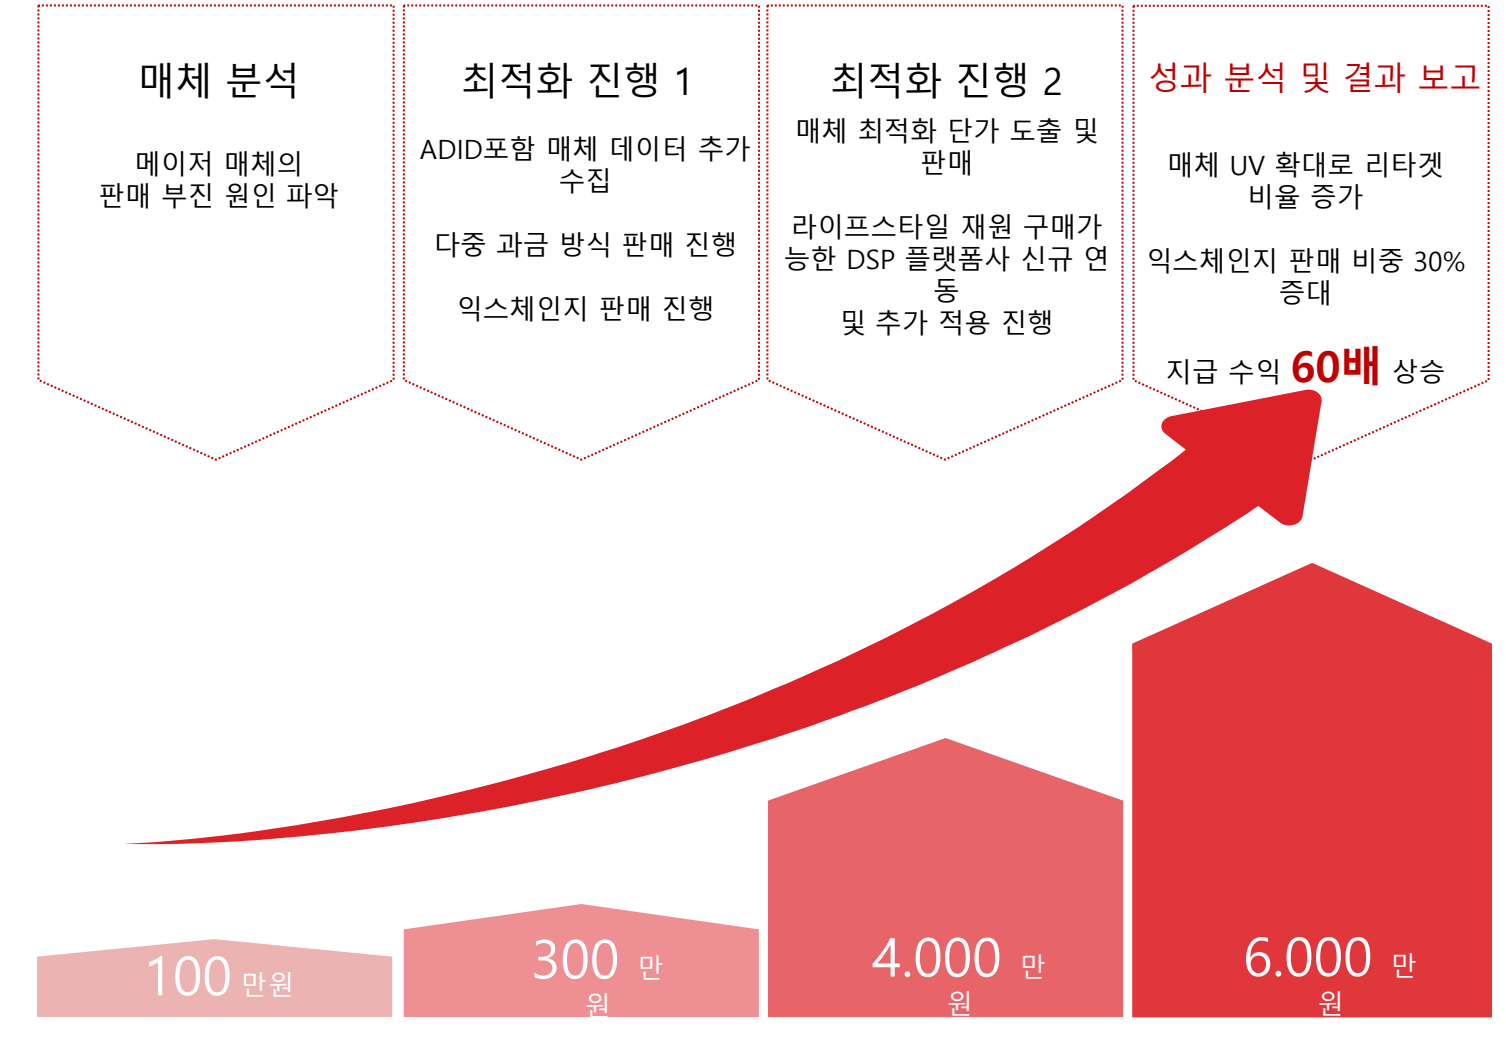 매체 분석
메이저 매체의
판매 부진 원인 파악
최적화 진행 1
ADID포함 매체 데이터 추가
수집
다중 과금 방식 판매 진행
익스체인지 판매 진행
최적화 진행 2
매체 최적화 단가 도출 및
판매
라이프스타일 재원 구매가
능한 DSP 플랫폼사 신규 연
동
및 추가 적용 진행
성과 분석 및 결과 보고
매체 UV 확대로 리타겟
비율 증가
익스체인지 판매 비중 30%
증대
지급 수익 60배 상승
100 만원
300 만
원
4.000 만
원
6.000 만
원